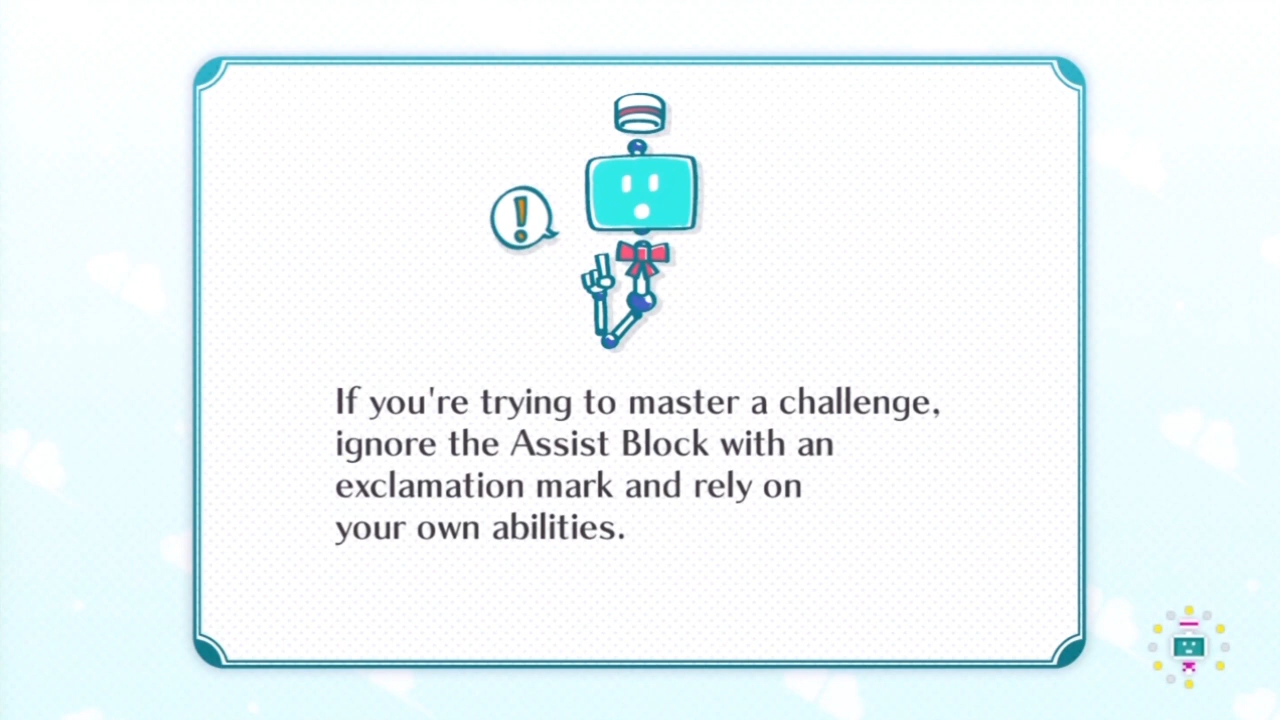 !
If you're trying to master a challenge,
ignore the Assist Block with an
exclamation mark and rely on
your own abilities.